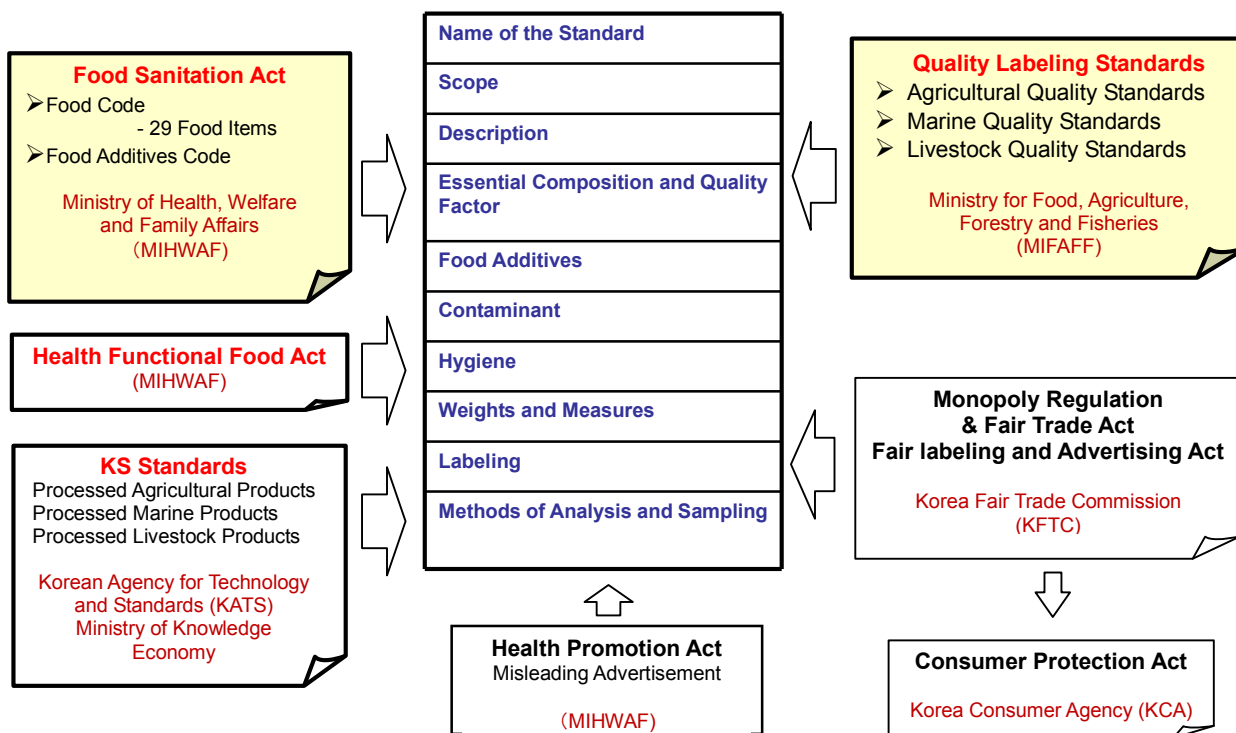 Food Sanitation Act
➢Food Code
- 29 Food Items
➢Food Additives Code
Ministry of Health, Welfare
and Family Affairs
(MIHWAF)
Health Functional Food Act
(MIHWAF)
KS Standards
Processed Agricultural Products
Processed Marine Products
Processed Livestock Products
Korean Agency for Technology
and Standards (KATS)
Ministry of Knowledge
Economy
Name of the Standard
Scope
Description
Essential Composition and Quality
Factor
Food Additives
Contaminant
Hygiene
Weights and Measures
Labeling
Methods of Analysis and Sampling
Health Promotion Act
Misleading Advertisement
(MIHWAF)
Quality Labeling Standards
➢ Agricultural Quality Standards
➢ Marine Quality Standards
➢ Livestock Quality Standards
Ministry for Food, Agriculture,
Forestry and Fisheries
(MIFAFF)
Monopoly Regulation
& Fair Trade Act
Fair labeling and Advertising Act
Korea Fair Trade Commission
(KFTC)
Consumer Protection Act
Korea Consumer Agency (KCA)